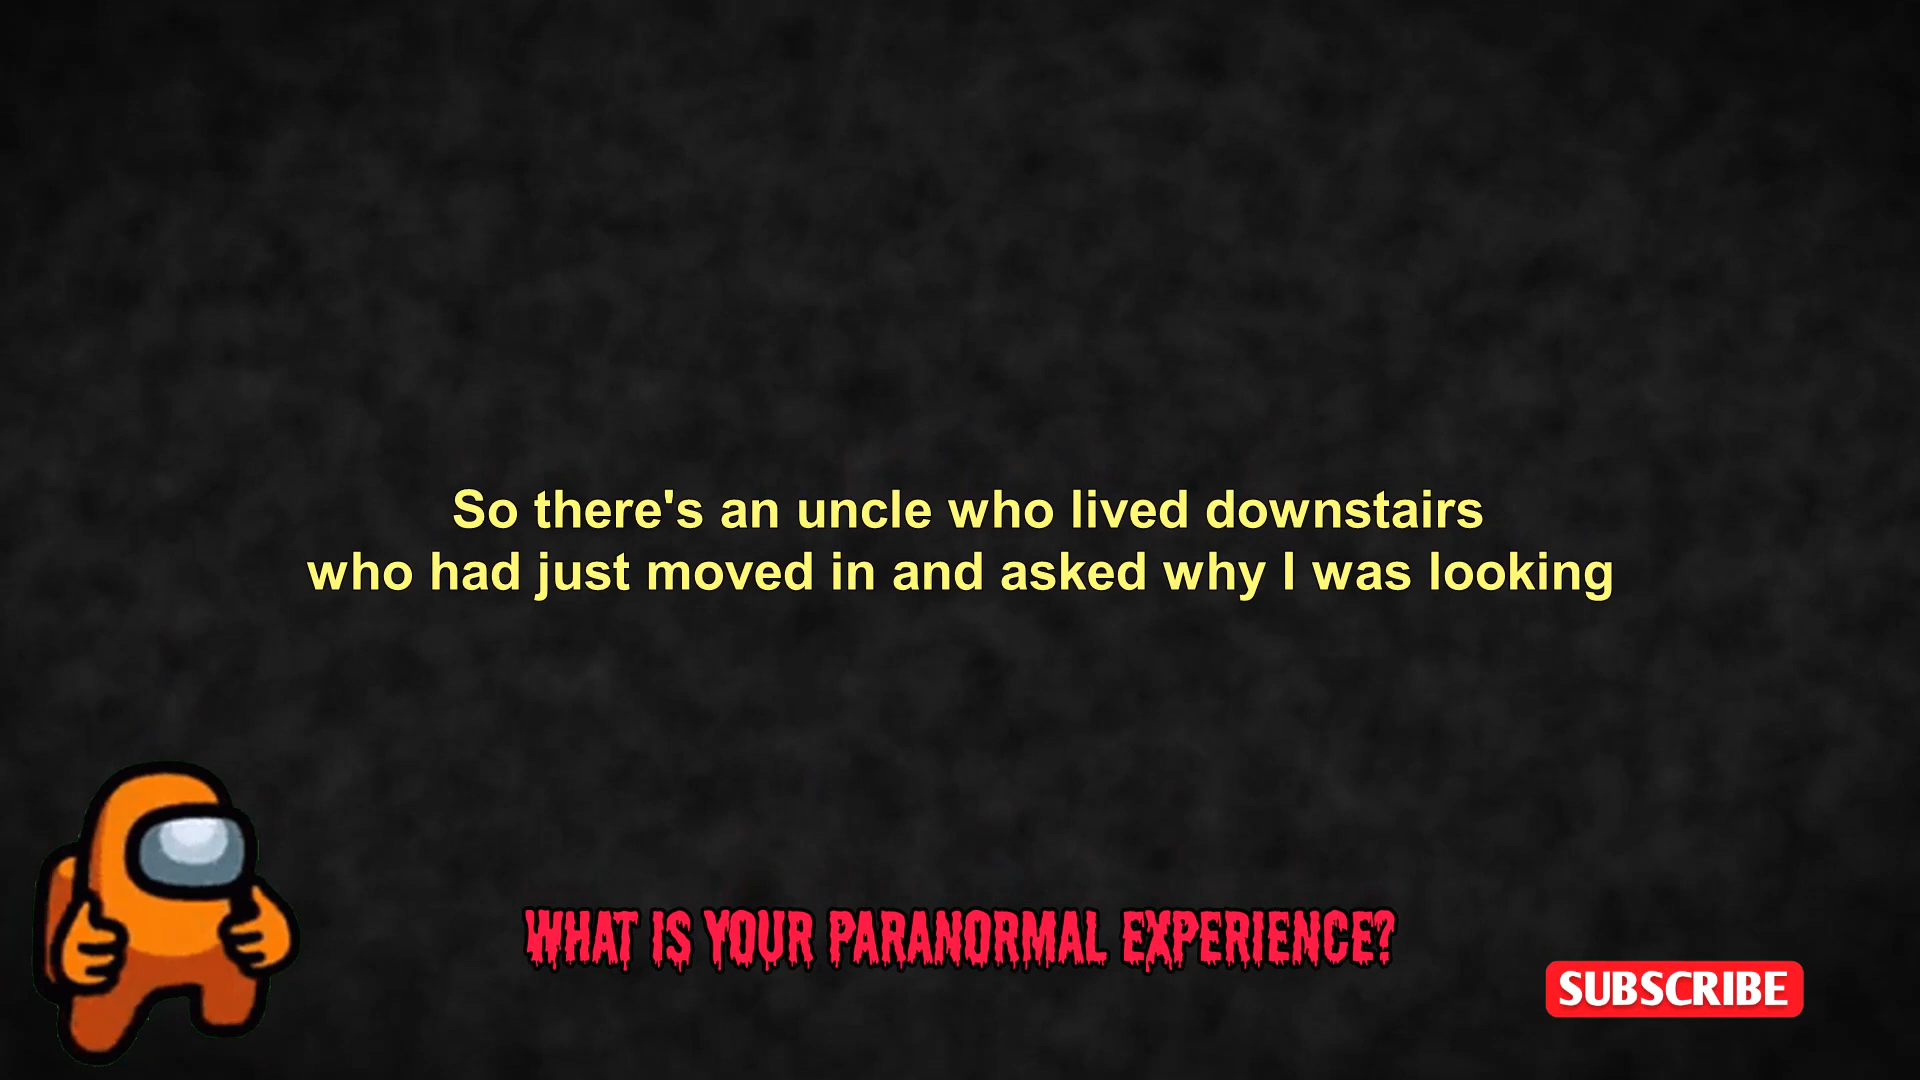 So there's an uncle who lived downstairs
who had just moved in and asked why I was looking
WHAT IS YOUR PARANORMAL EXPERIENCE?
SUBSCRIBE